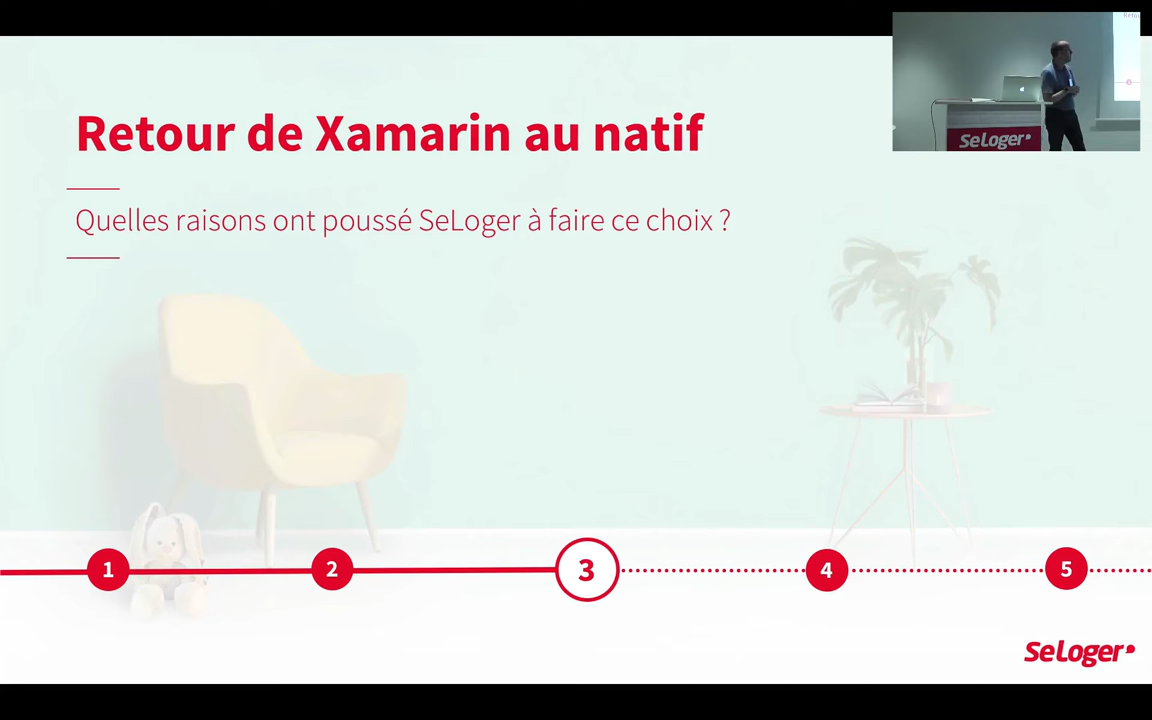 Retour de Xamarin au natif
Quelles raisons ont poussé SeLoger à faire ce choix ?
SeLoger
1
2
3
4
5
SeLoger